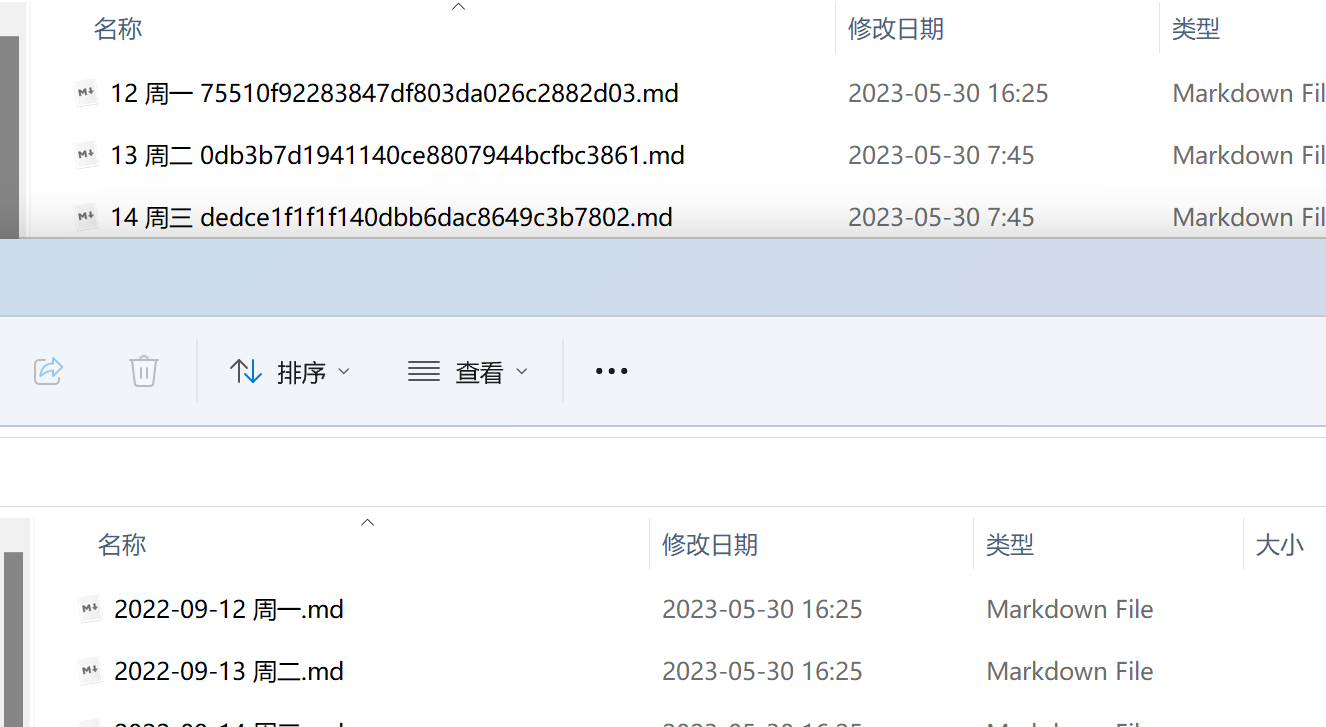 名称 修改日期 类型
12 周一 75510f92283847df803da026c2882d03.md 2023-05-30 16:25 Markdown Fil
13 周二 0db3b7d1941140ce8807944bcfbc3861.md 2023-05-30 7:45 Markdown Fil
14 周三 dedce1f1f1f140dbb6dac8649c3b7802.md 2023-05-30 7:45 Markdown Fil
排序 查看
名称 修改日期 类型 大小
2022-09-12 周一.md 2023-05-30 16:25 Markdown File
2022-09-13 周二.md 2023-05-30 16:25 Markdown File